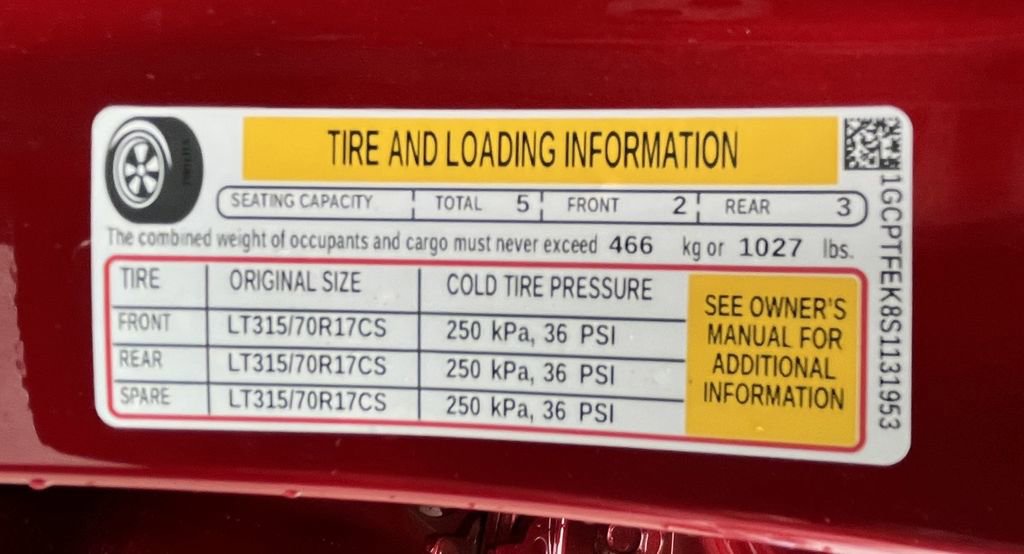 TIRE AND LOADING INFORMATION
SEATING CAPACITY TOTAL 5 FRONT 2 REAR 3
The combined weight of occupants and cargo must never exceed 466 kg or 1027 lbs.
TIRE ORIGINAL SIZE COLD TIRE PRESSURE
FRONT LT315/70R17CS 250 kPa, 36 PSI
REAR LT315/70R17CS 250 kPa, 36 PSI
SPARE LT315/70R17CS 250 kPa, 36 PSI
SEE OWNER'S
MANUAL FOR
ADDITIONAL
INFORMATION
1GCPTFEK8S1131953